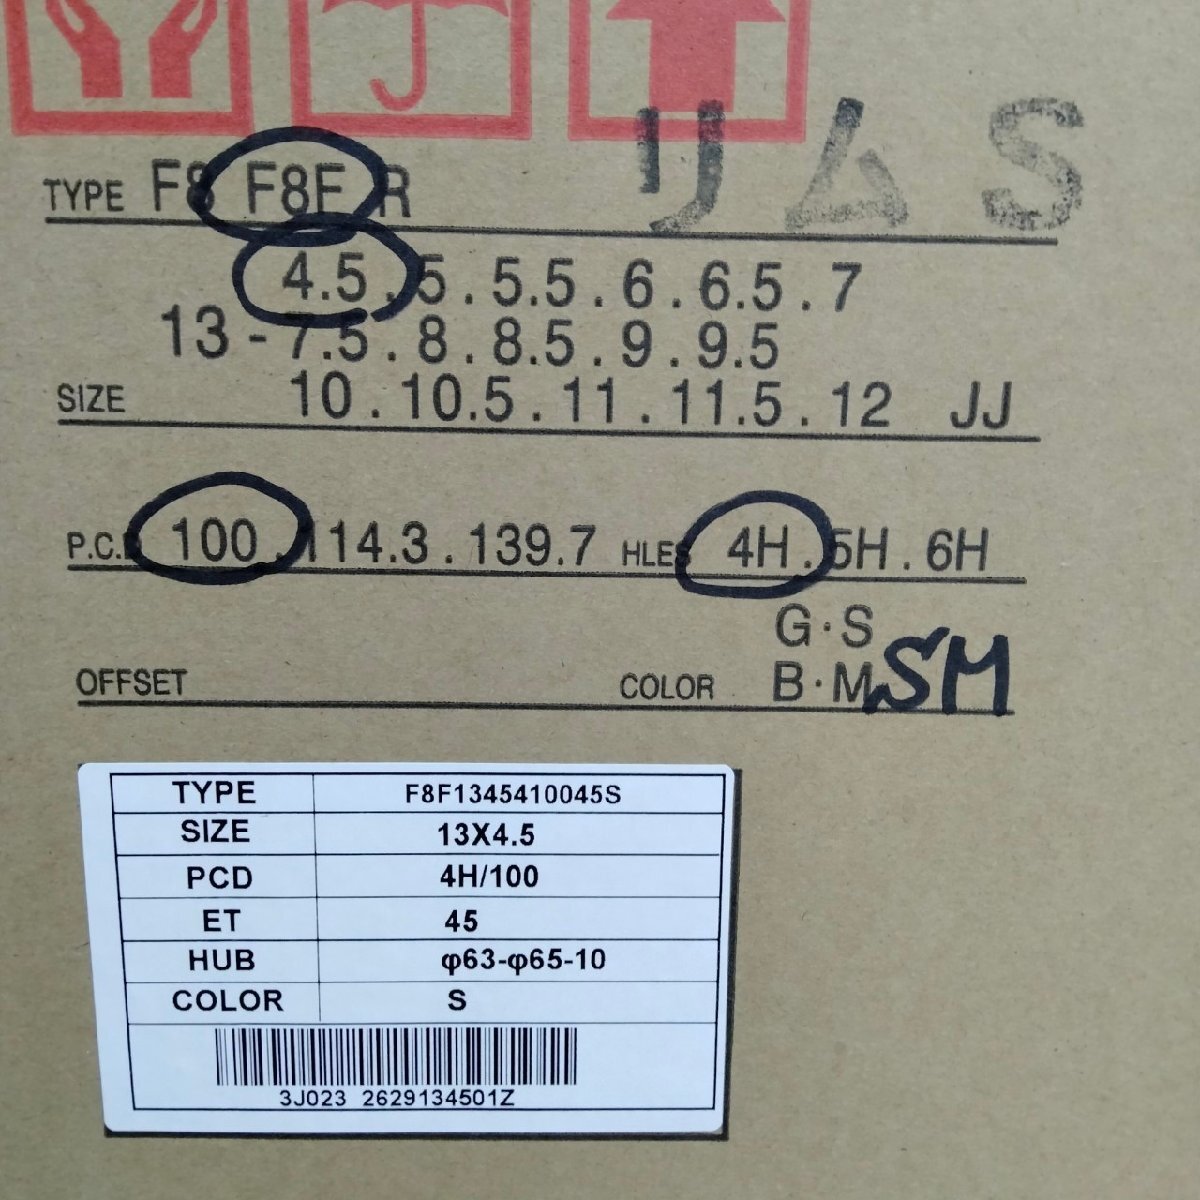 リムS
TYPE F8 F8F R
4.5 . 5 . 5.5 . 6 . 6.5 . 7
13 - 7.5 . 8 . 8.5 . 9 . 9.5
SIZE 10 . 10.5 . 11 . 11.5 . 12 JJ
P.C.D 100 . 114.3 . 139.7 HLES 4H . 5H . 6H
G·S
OFFSET COLOR B·M SM
TYPE F8F1345410045S
SIZE 13X4.5
PCD 4H/100
ET 45
HUB φ63-φ65-10
COLOR S
3J023 2629134501Z